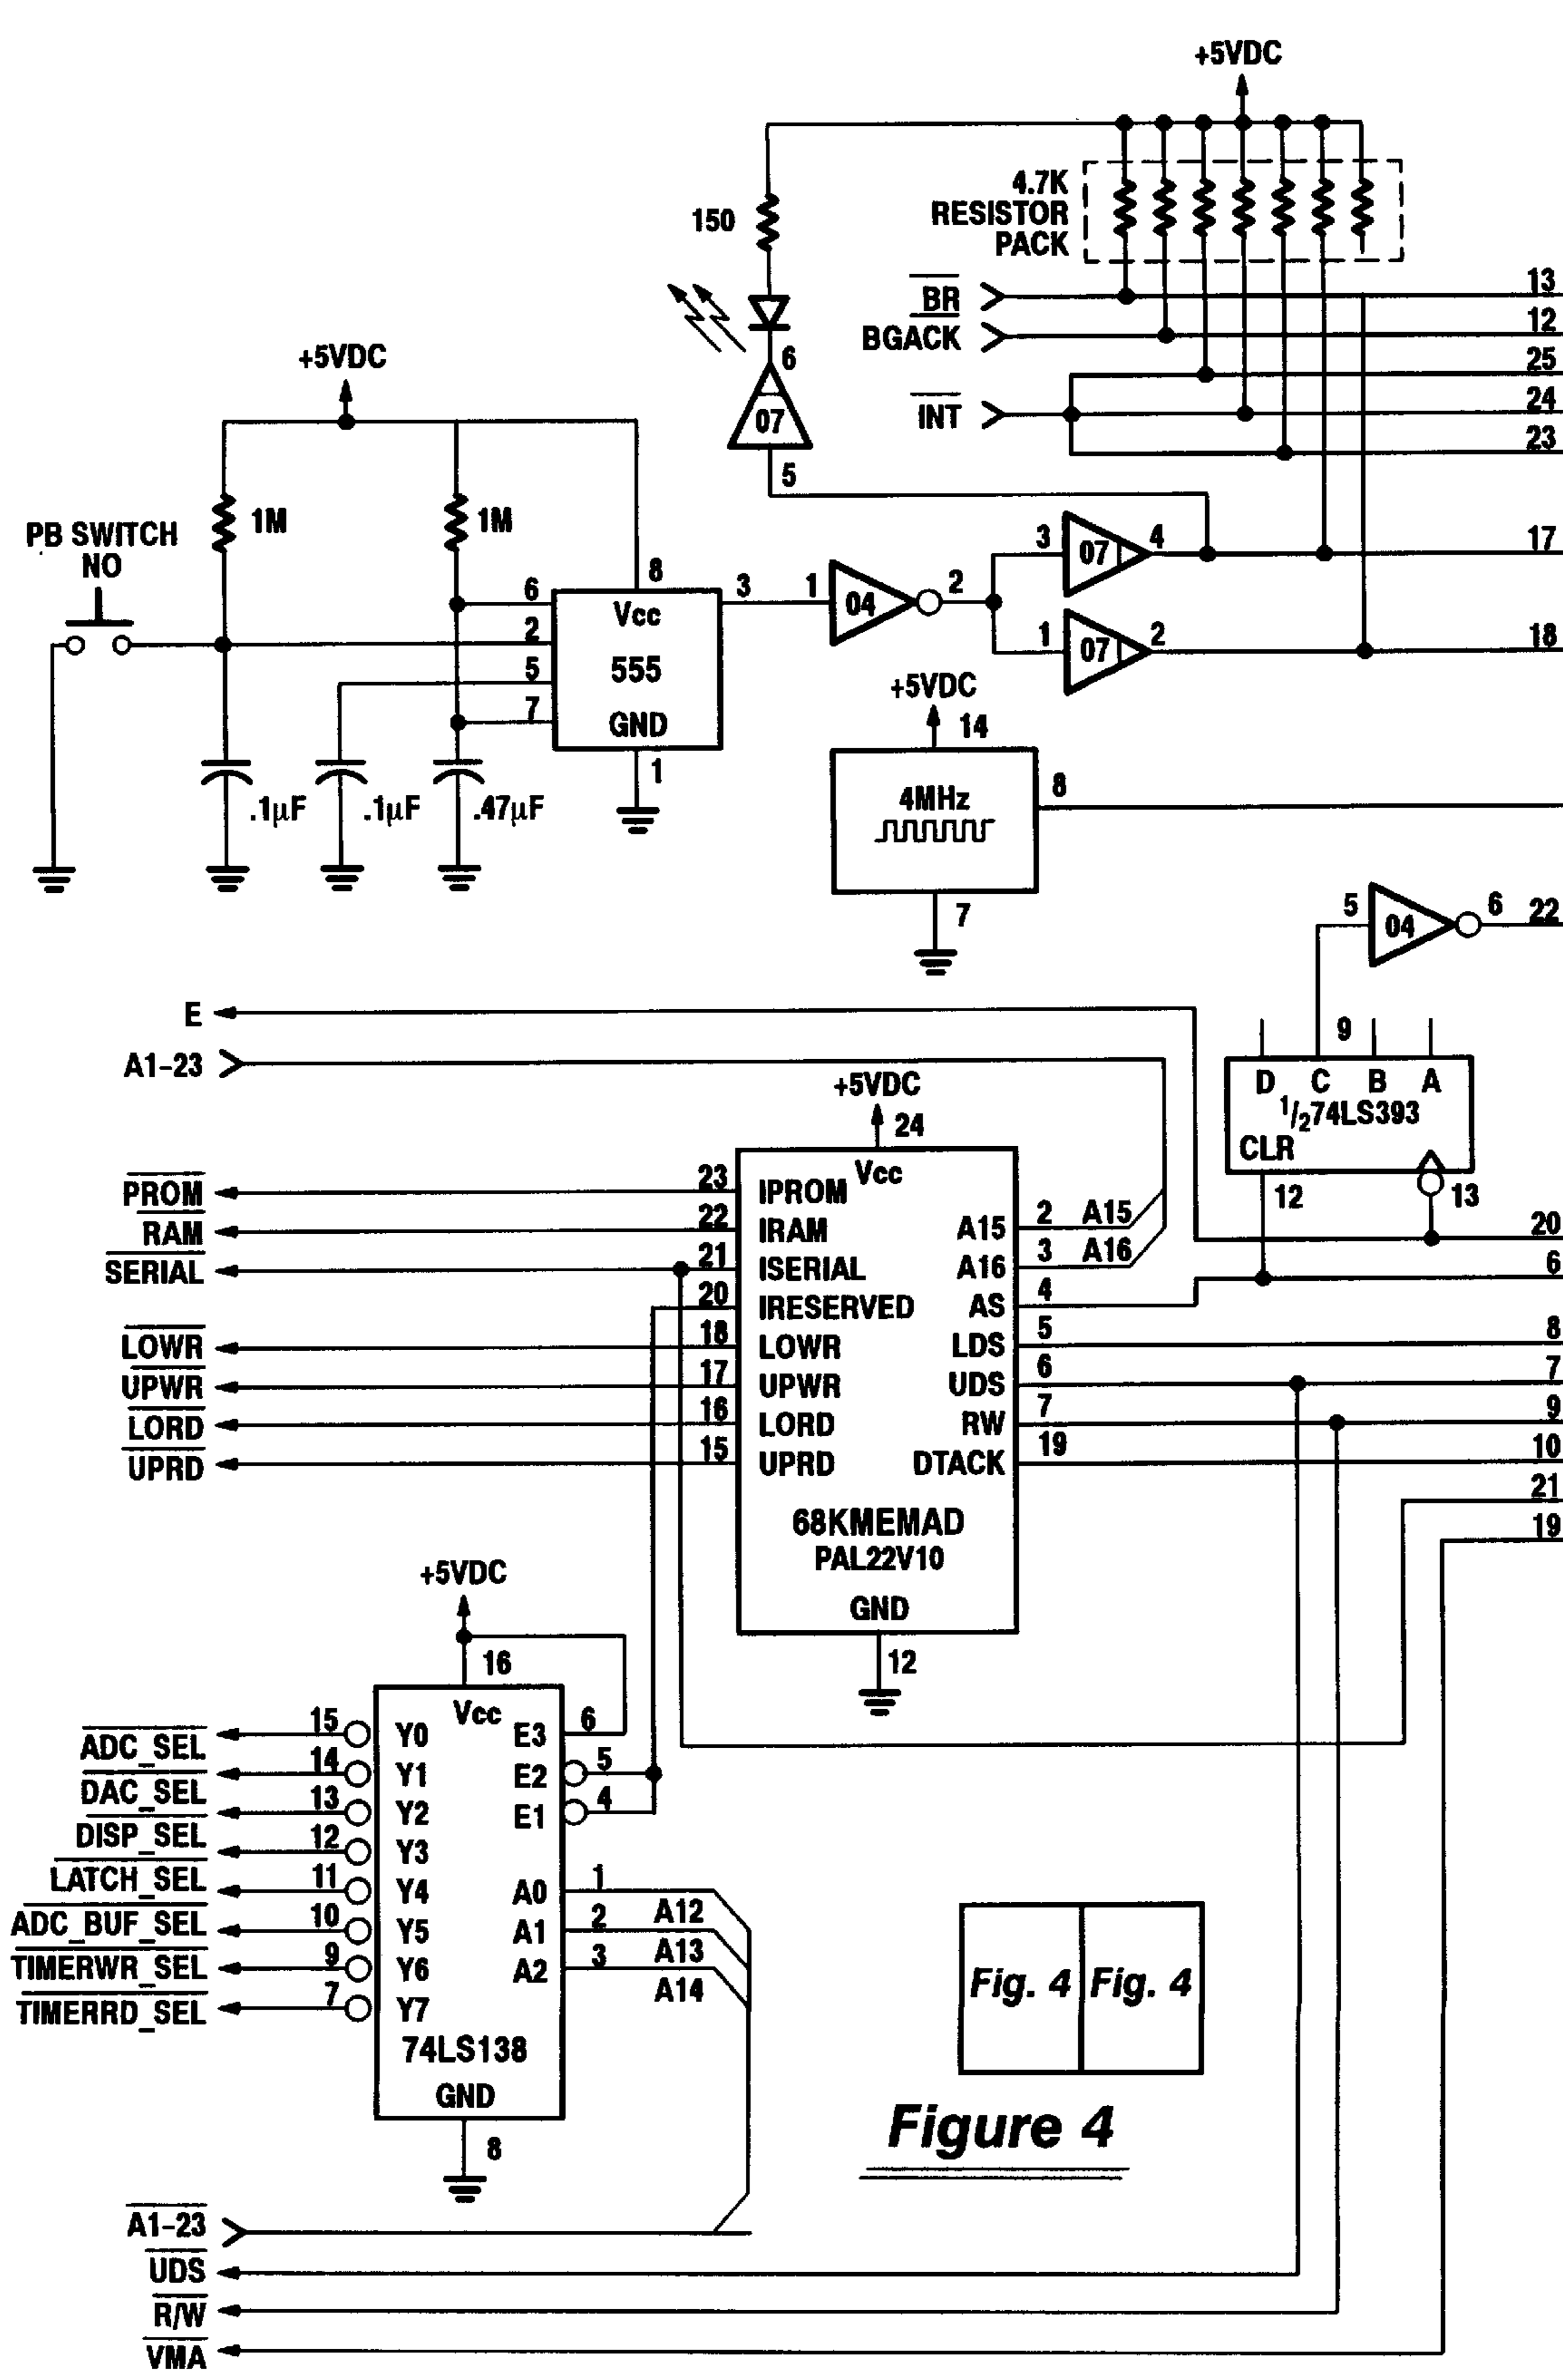 +5VDC
4.7K
RESISTOR
PACK
150
BR
13
BGACK
12
25
INT
24
23
6
07
5
+5VDC
1M
1M
PB SWITCH
NO
6
2
5
7
8
Vcc
555
GND
1
3
1
04
2
3
07
4
17
1
07
2
18
.1µF
.1µF
.47µF
+5VDC
14
4MHz
8
7
5
04
6
22
E
A1-23
9
D C B A
1/2 74LS393
CLR
12
13
20
6
+5VDC
24
Vcc
PROM
23
IPROM
RAM
22
IRAM
SERIAL
21
ISERIAL
20
IRESERVED
LOWR
18
LOWR
UPWR
17
UPWR
LORD
16
LORD
UPRD
15
UPRD
A15
2
A15
A16
3
A16
AS
4
LDS
5
8
UDS
6
7
RW
7
9
DTACK
19
10
21
19
68KMEMAD
PAL22V10
GND
12
+5VDC
16
Vcc
ADC_SEL
15
Y0
DAC_SEL
14
Y1
DISP_SEL
13
Y2
LATCH_SEL
12
Y3
ADC_BUF_SEL
11
Y4
TIMERWR_SEL
10
Y5
TIMERRD_SEL
9
Y6
7
Y7
E3
6
E2
5
E1
4
A0
1
A12
A1
2
A13
A2
3
A14
74LS138
GND
8
Fig. 4
Fig. 4
Figure 4
A1-23
UDS
R/W
VMA